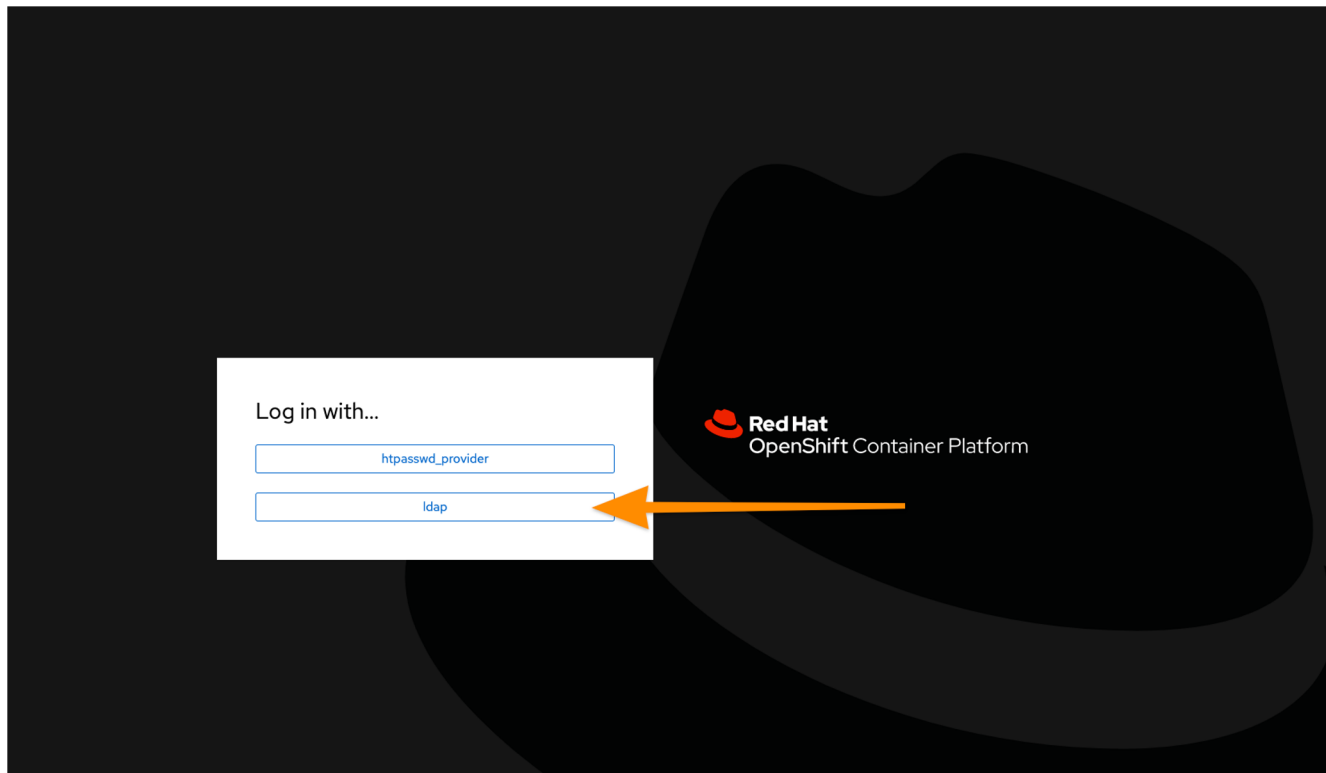 Log in with...
htpasswd_provider
ldap
Red Hat
OpenShift Container Platform